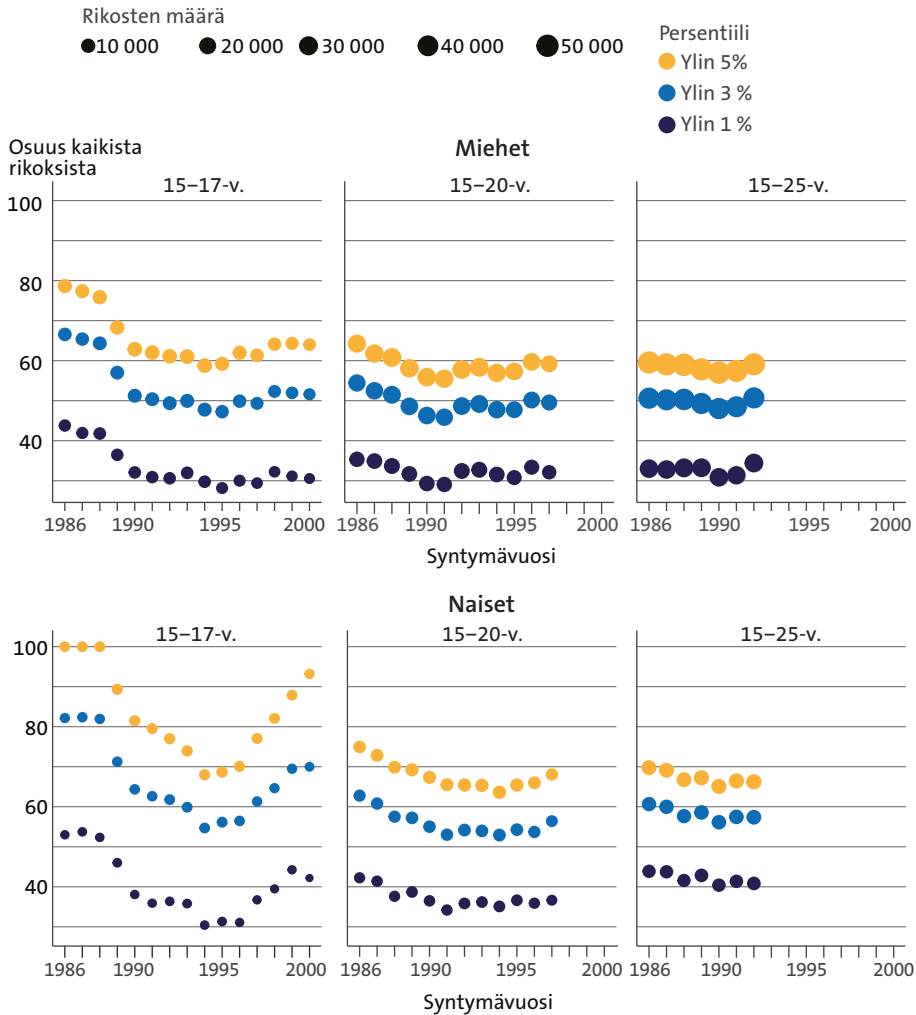 Rikosten määrä
10 000 20 000 30 000 40 000 50 000
Persentiili
Ylin 5%
Ylin 3 %
Ylin 1 %
Osuus kaikista
rikoksista
Miehet
15–17-v. 15–20-v. 15–25-v.
100
80
60
40
1986 1990 1995 2000 1986 1990 1995 2000 1986 1990 1995 2000
Syntymävuosi
Naiset
15–17-v. 15–20-v. 15–25-v.
100
80
60
40
1986 1990 1995 2000 1986 1990 1995 2000 1986 1990 1995 2000
Syntymävuosi